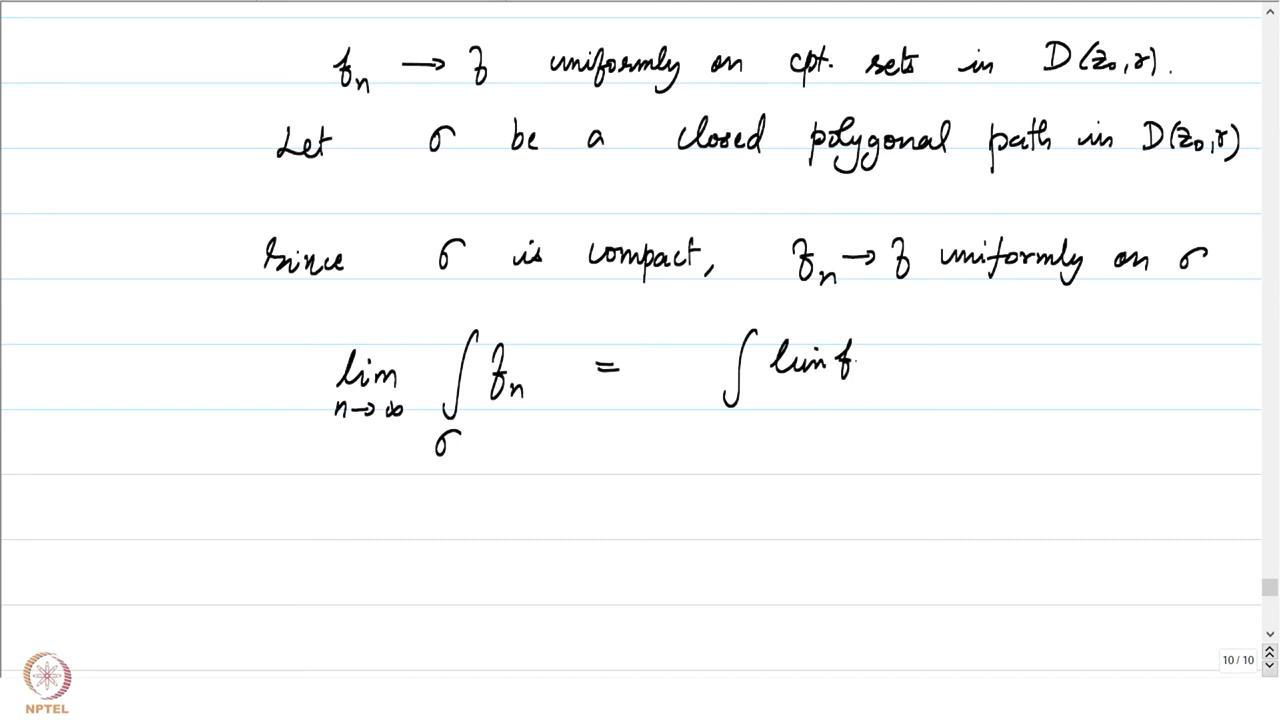 fₙ → f uniformly on cpt. sets in D(z₀,r).
Let σ be a closed polygonal path in D(z₀,r)
Since σ is compact, fₙ → f uniformly on σ
lim n→∞ ∫σ fₙ = ∫ lim f
10 / 10
NPTEL